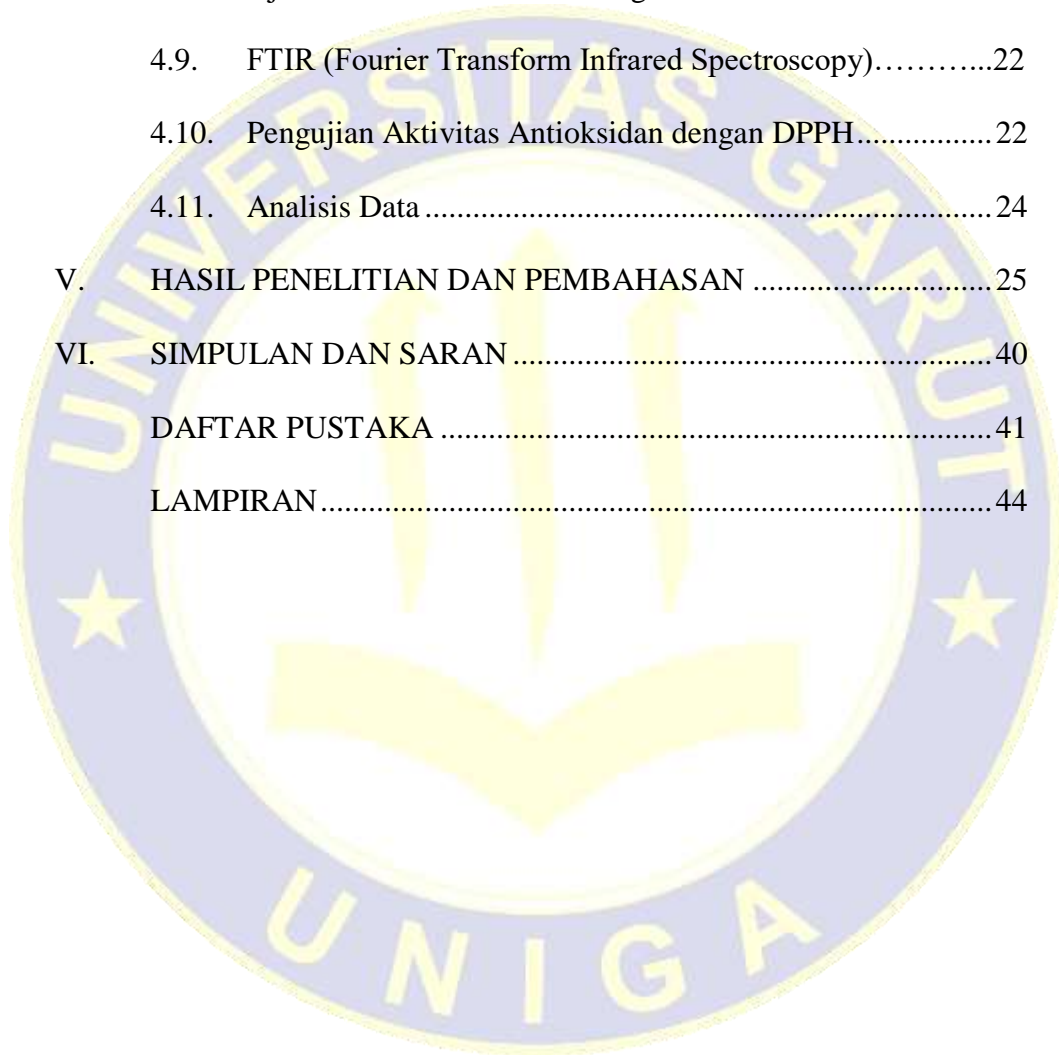 4.9. FTIR (Fourier Transform Infrared Spectroscopy)………...22
4.10. Pengujian Aktivitas Antioksidan dengan DPPH................ 22
4.11. Analisis Data ....................................................................... 24
V. HASIL PENELITIAN DAN PEMBAHASAN .............................. 25
VI. SIMPULAN DAN SARAN ............................................................ 40
DAFTAR PUSTAKA ..................................................................... 41
LAMPIRAN.................................................................................... 44
UNIVERSITAS GARUT
UNIGA